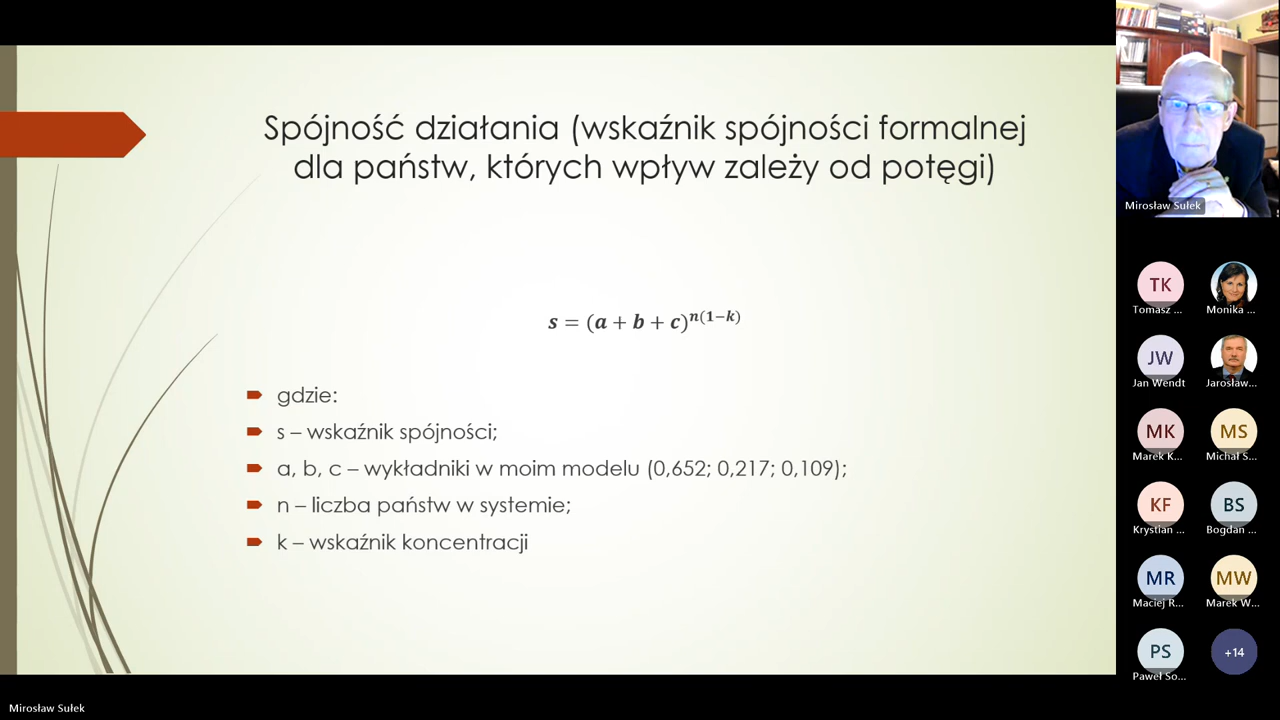 Spójność działania (wskaźnik spójności formalnej
dla państw, których wpływ zależy od potęgi)
s = (a + b + c)^n(1−k)
gdzie:
s – wskaźnik spójności;
a, b, c – wykładniki w moim modelu (0,652; 0,217; 0,109);
n – liczba państw w systemie;
k – wskaźnik koncentracji
Mirosław Sułek
TK
Tomasz ...
Monika ...
JW
Jan Wendt
Jarosław...
MK
Marek K...
MS
Michał S...
KF
Krystian ...
BS
Bogdan ...
MR
Maciej R...
MW
Marek W...
PS
Paweł So...
+14
Mirosław Sułek